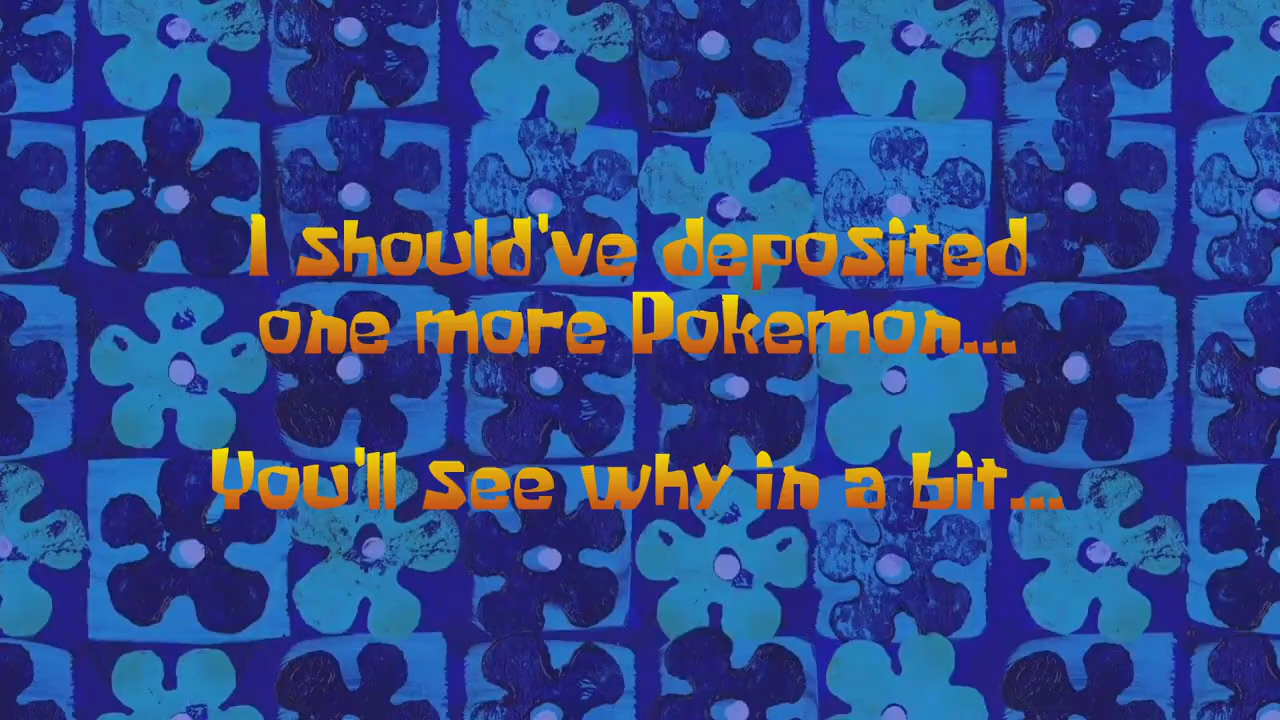 I should've deposited
one more Pokemon...
You'll see why in a bit...